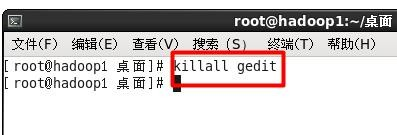 root@hadoop1:~/桌面
文件(F) 编辑(E) 查看(V) 搜索(S) 终端(T) 帮助(H)
[root@hadoop1 桌面]# killall gedit
[root@hadoop1 桌面]#